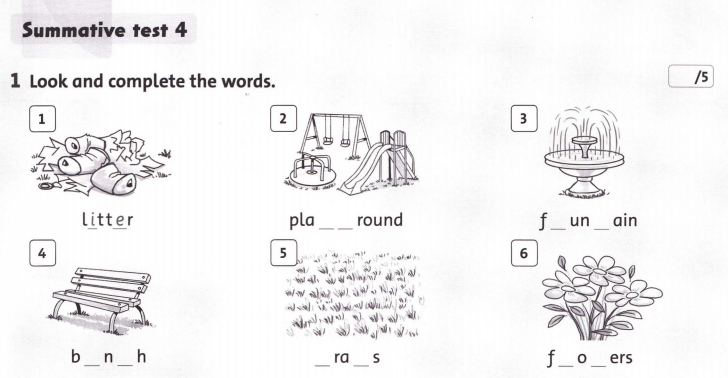 Summative test 4
1 Look and complete the words.
/5
1
2
3
litter
pla _ _ round
f _ un _ ain
4
5
6
b _ n _ h
_ ra _ s
f _ o _ ers